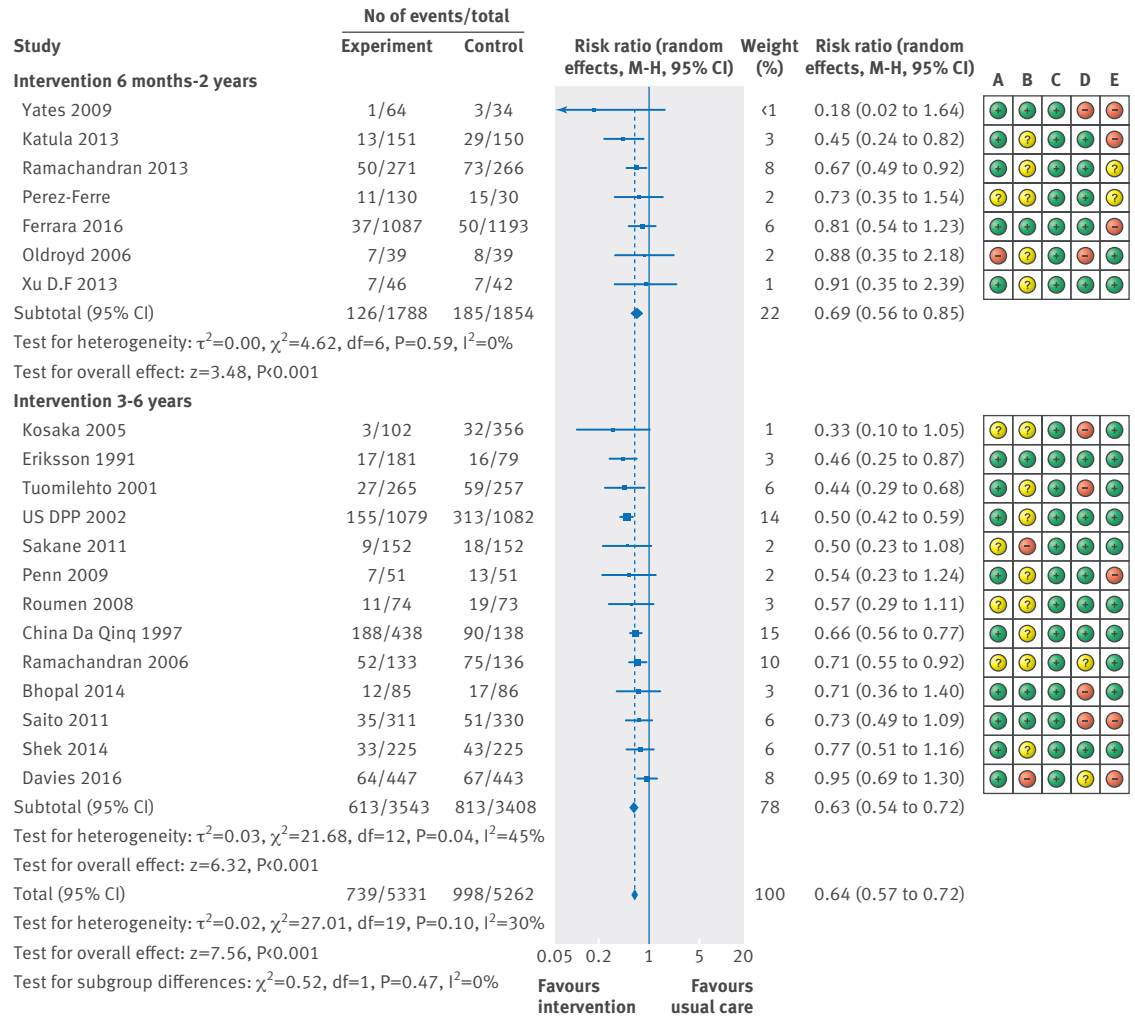 No of events/total
Study Experiment Control Risk ratio (random effects, M-H, 95% CI) Weight (%) Risk ratio (random effects, M-H, 95% CI) A B C D E
Intervention 6 months-2 years
Yates 2009 1/64 3/34 <1 0.18 (0.02 to 1.64) + + + - -
Katula 2013 13/151 29/150 3 0.45 (0.24 to 0.82) + ? + + -
Ramachandran 2013 50/271 73/266 8 0.67 (0.49 to 0.92) + ? + + ?
Perez-Ferre 11/130 15/30 2 0.73 (0.35 to 1.54) ? ? + + ?
Ferrara 2016 37/1087 50/1193 6 0.81 (0.54 to 1.23) + + + + -
Oldroyd 2006 7/39 8/39 2 0.88 (0.35 to 2.18) - ? + - +
Xu D.F 2013 7/46 7/42 1 0.91 (0.35 to 2.39) + ? + + +
Subtotal (95% CI) 126/1788 185/1854 22 0.69 (0.56 to 0.85)
Test for heterogeneity: τ²=0.00, χ²=4.62, df=6, P=0.59, I²=0%
Test for overall effect: z=3.48, P<0.001
Intervention 3-6 years
Kosaka 2005 3/102 32/356 1 0.33 (0.10 to 1.05) ? ? + - +
Eriksson 1991 17/181 16/79 3 0.46 (0.25 to 0.87) + + + + +
Tuomilehto 2001 27/265 59/257 6 0.44 (0.29 to 0.68) + ? + - +
US DPP 2002 155/1079 313/1082 14 0.50 (0.42 to 0.59) + ? + + +
Sakane 2011 9/152 18/152 2 0.50 (0.23 to 1.08) ? - + + +
Penn 2009 7/51 13/51 2 0.54 (0.23 to 1.24) + ? + + -
Roumen 2008 11/74 19/73 3 0.57 (0.29 to 1.11) ? ? + + +
China Da Qinq 1997 188/438 90/138 15 0.66 (0.56 to 0.77) + ? + + +
Ramachandran 2006 52/133 75/136 10 0.71 (0.55 to 0.92) ? ? + ? +
Bhopal 2014 12/85 17/86 3 0.71 (0.36 to 1.40) + + + - +
Saito 2011 35/311 51/330 6 0.73 (0.49 to 1.09) + + + - -
Shek 2014 33/225 43/225 6 0.77 (0.51 to 1.16) + ? + + +
Davies 2016 64/447 67/443 8 0.95 (0.69 to 1.30) + - + ? -
Subtotal (95% CI) 613/3543 813/3408 78 0.63 (0.54 to 0.72)
Test for heterogeneity: τ²=0.03, χ²=21.68, df=12, P=0.04, I²=45%
Test for overall effect: z=6.32, P<0.001
Total (95% CI) 739/5331 998/5262 100 0.64 (0.57 to 0.72)
Test for heterogeneity: τ²=0.02, χ²=27.01, df=19, P=0.10, I²=30%
Test for overall effect: z=7.56, P<0.001
Test for subgroup differences: χ²=0.52, df=1, P=0.47, I²=0%
0.05 0.2 1 5 20
Favours intervention
Favours usual care